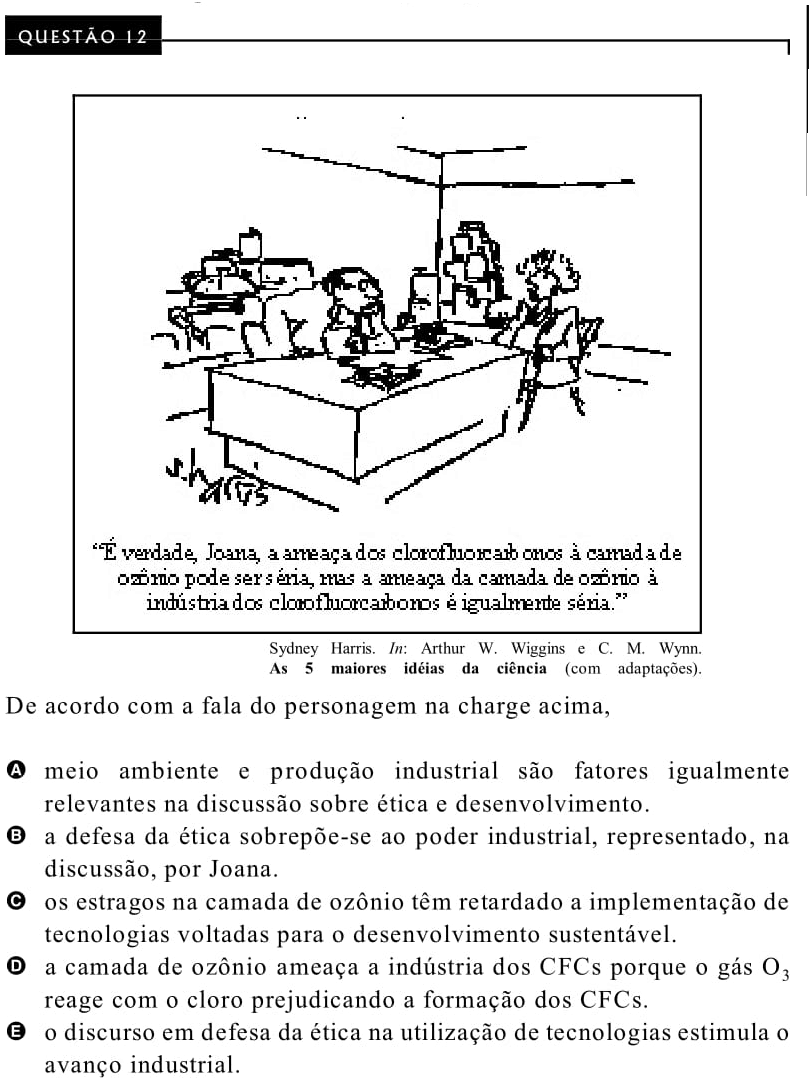 QUESTÃO 12
“É verdade, Joana, a ameaça dos clorofluorcarbonos à camada de
ozônio pode ser séria, mas a ameaça da camada de ozônio à
indústria dos clorofluorcarbonos é igualmente séria.”
S. harris
Sydney Harris. In: Arthur W. Wiggins e C. M. Wynn.
As 5 maiores idéias da ciência (com adaptações).
De acordo com a fala do personagem na charge acima,
A meio ambiente e produção industrial são fatores igualmente
relevantes na discussão sobre ética e desenvolvimento.
B a defesa da ética sobrepõe-se ao poder industrial, representado, na
discussão, por Joana.
C os estragos na camada de ozônio têm retardado a implementação de
tecnologias voltadas para o desenvolvimento sustentável.
D a camada de ozônio ameaça a indústria dos CFCs porque o gás O₃
reage com o cloro prejudicando a formação dos CFCs.
E o discurso em defesa da ética na utilização de tecnologias estimula o
avanço industrial.